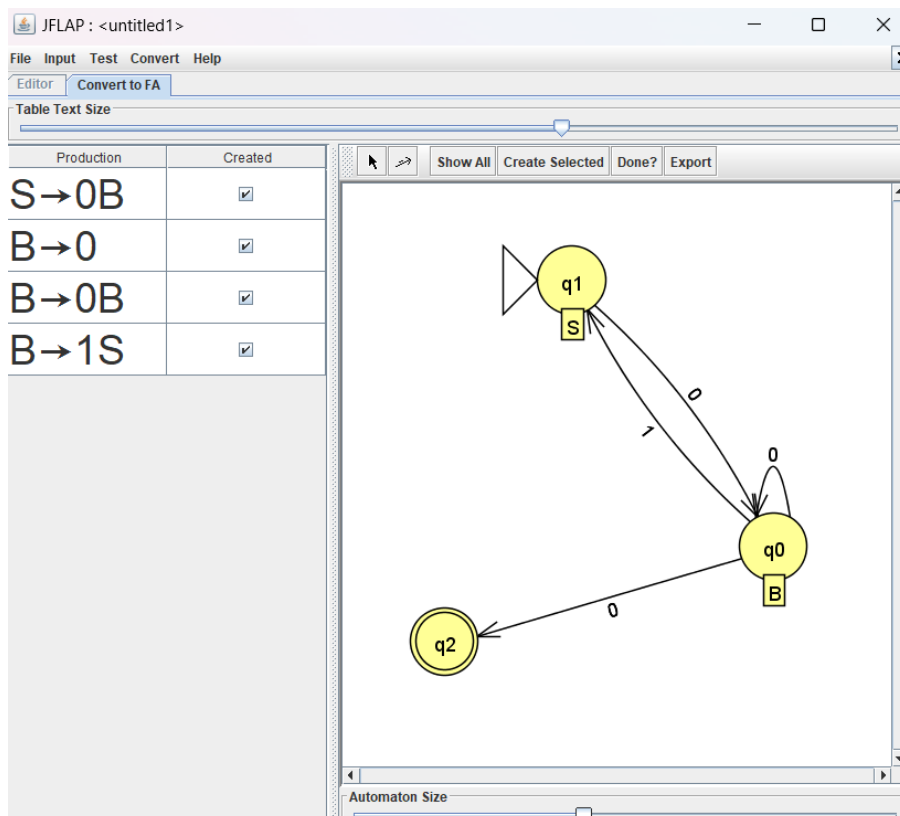 JFLAP : <untitled1>
File Input Test Convert Help
Editor Convert to FA
Table Text Size
Production Created
S→0B
B→0
B→0B
B→1S
Show All Create Selected Done? Export
q1
S
0
1
0
q0
B
0
q2
Automaton Size